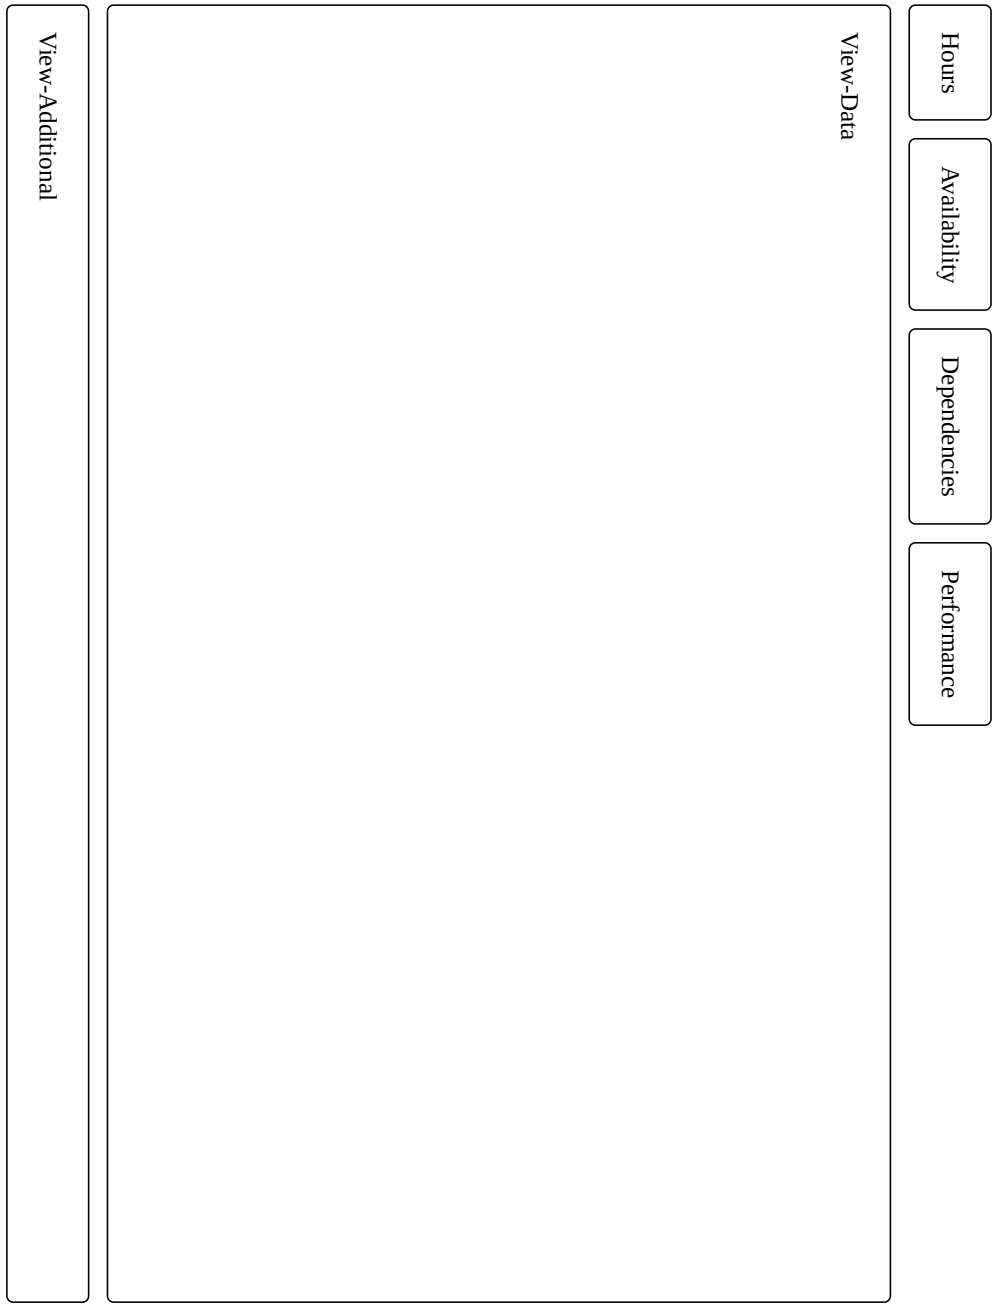 Hours
Availability
Dependencies
Performance
View-Data
View-Additional